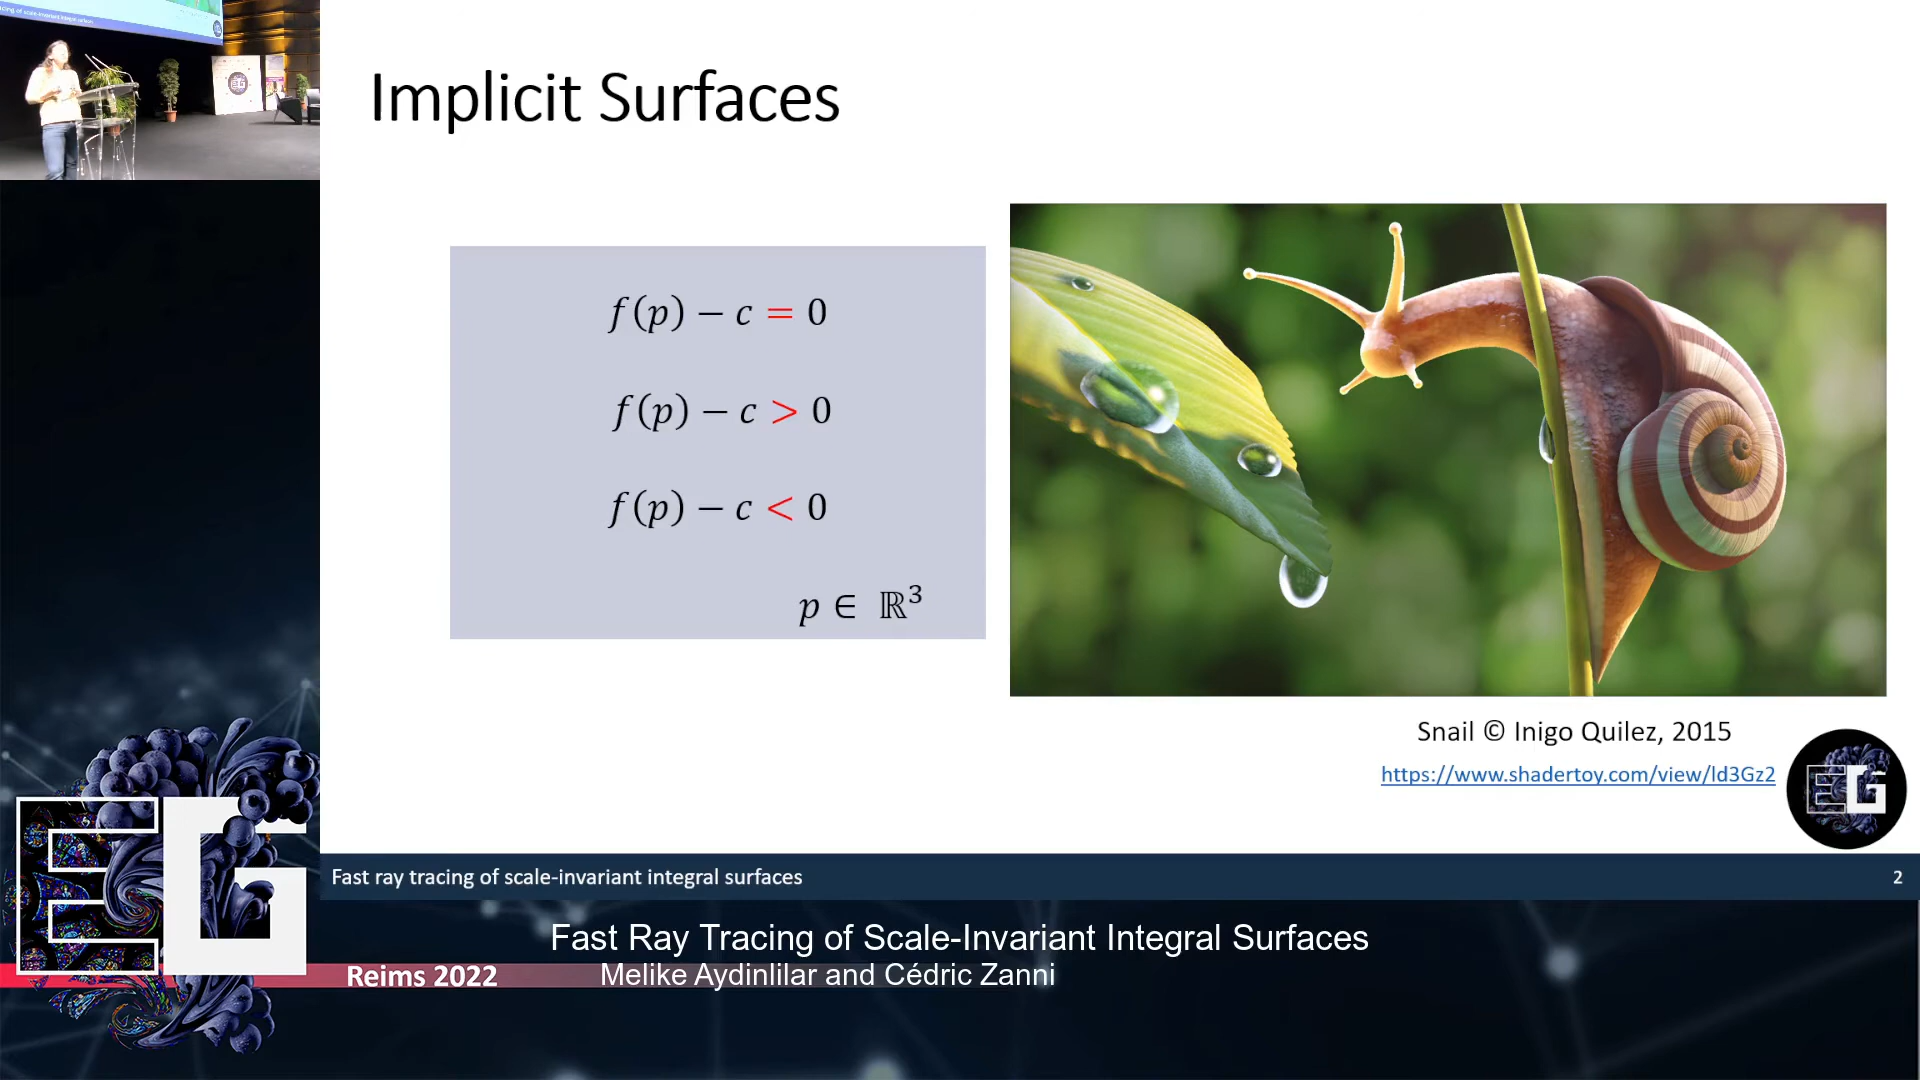 Implicit Surfaces
f(p) − c = 0
f(p) − c > 0
f(p) − c < 0
p ∈ ℝ³
Snail © Inigo Quilez, 2015
https://www.shadertoy.com/view/ld3Gz2
EG
Fast ray tracing of scale-invariant integral surfaces
2
EG
Fast Ray Tracing of Scale-Invariant Integral Surfaces
Reims 2022
Melike Aydinlilar and Cédric Zanni